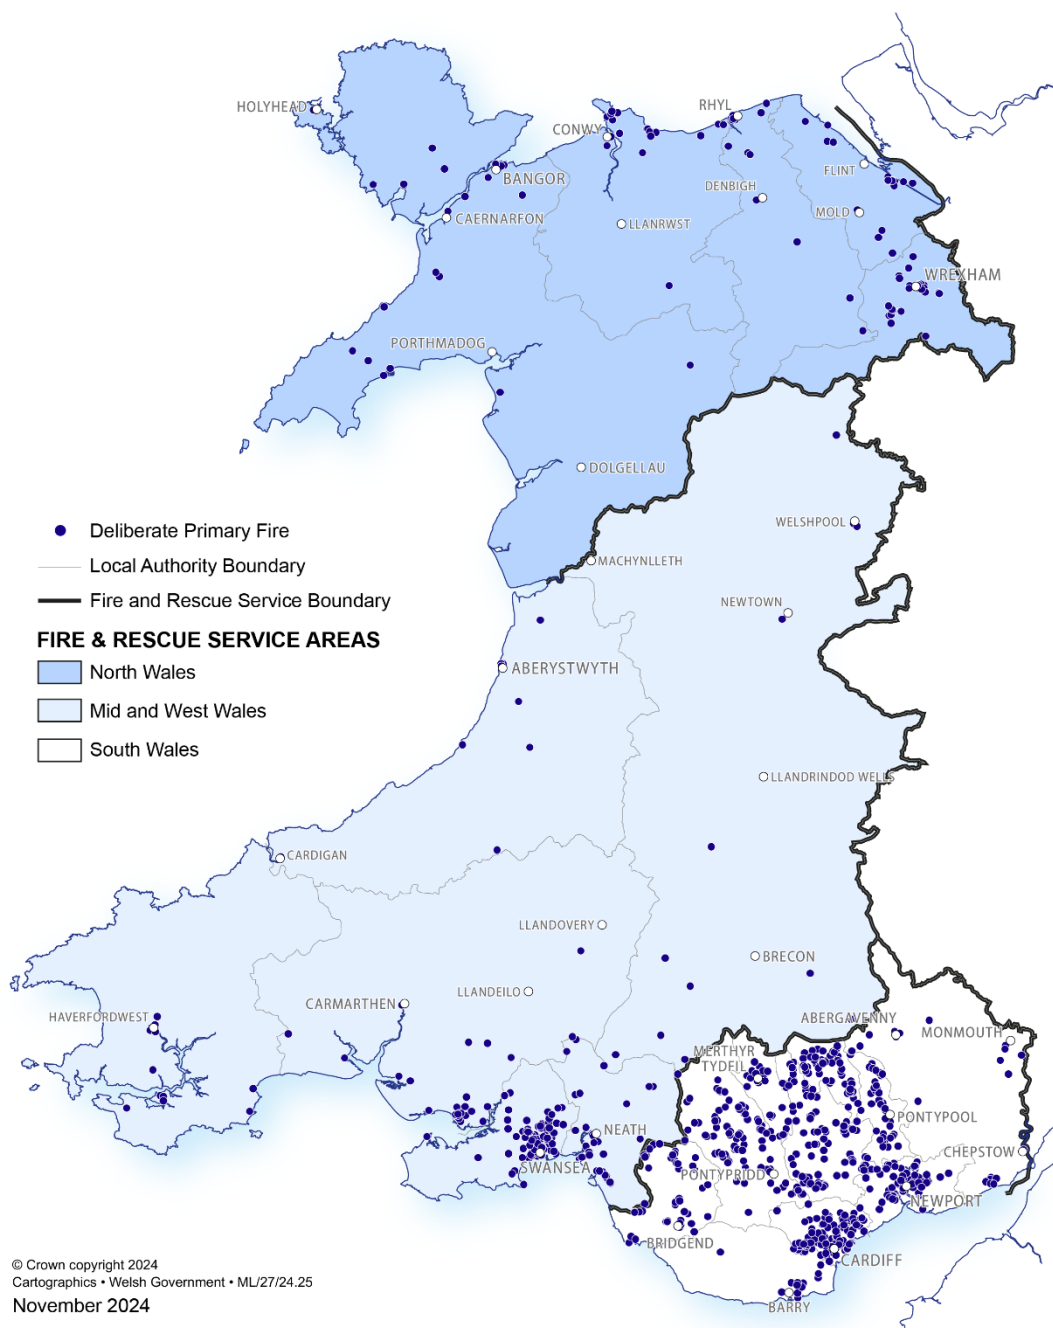 HOLYHEAD
RHYL
CONWY
FLINT
BANGOR
DENBIGH
MOLD
CAERNARFON
LLANRWST
WREXHAM
PORTHMADOG
DOLGELLAU
WELSHPOOL
MACHYNLLETH
NEWTOWN
ABERYSTWYTH
LLANDRINDOD WELLS
CARDIGAN
LLANDOVERY
BRECON
LLANDEILO
CARMARTHEN
HAVERFORDWEST
ABERGAVENNY
MONMOUTH
MERTHYR
TYDFIL
PONTYPOOL
NEATH
CHEPSTOW
SWANSEA
PONTYPRIDD
NEWPORT
BRIDGEND
CARDIFF
BARRY
Deliberate Primary Fire
Local Authority Boundary
Fire and Rescue Service Boundary
FIRE & RESCUE SERVICE AREAS
North Wales
Mid and West Wales
South Wales
© Crown copyright 2024
Cartographics • Welsh Government • ML/27/24.25
November 2024